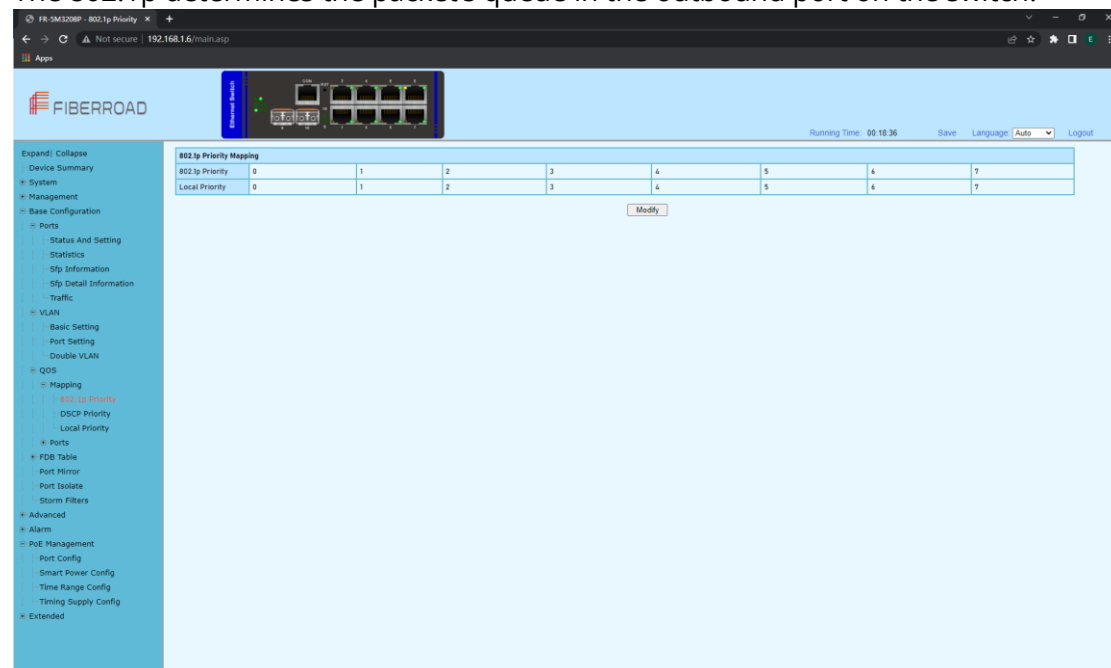 The 802.1p determines the packets queue in the outbound port on the switch.
FR-5M3208P - 802.1p Priority
Not secure | 192.168.1.6/main.asp
E
Apps
FIBERROAD
Ethernet Switch
Running Time: 00:18:36 Save Language: Auto Logout
Expand| Collapse
Device Summary
System
Management
Base Configuration
Ports
Status And Setting
Statistics
Sfp Information
Sfp Detail Information
Traffic
VLAN
Basic Setting
Port Setting
Double VLAN
QOS
Mapping
802.1p Priority
DSCP Priority
Local Priority
Ports
FDB Table
Port Mirror
Port Isolate
Storm Filters
Advanced
Alarm
PoE Management
Port Config
Smart Power Config
Time Range Config
Timing Supply Config
Extended
802.1p Priority Mapping
802.1p Priority 0 1 2 3 4 5 6 7
Local Priority 0 1 2 3 4 5 6 7
Modify